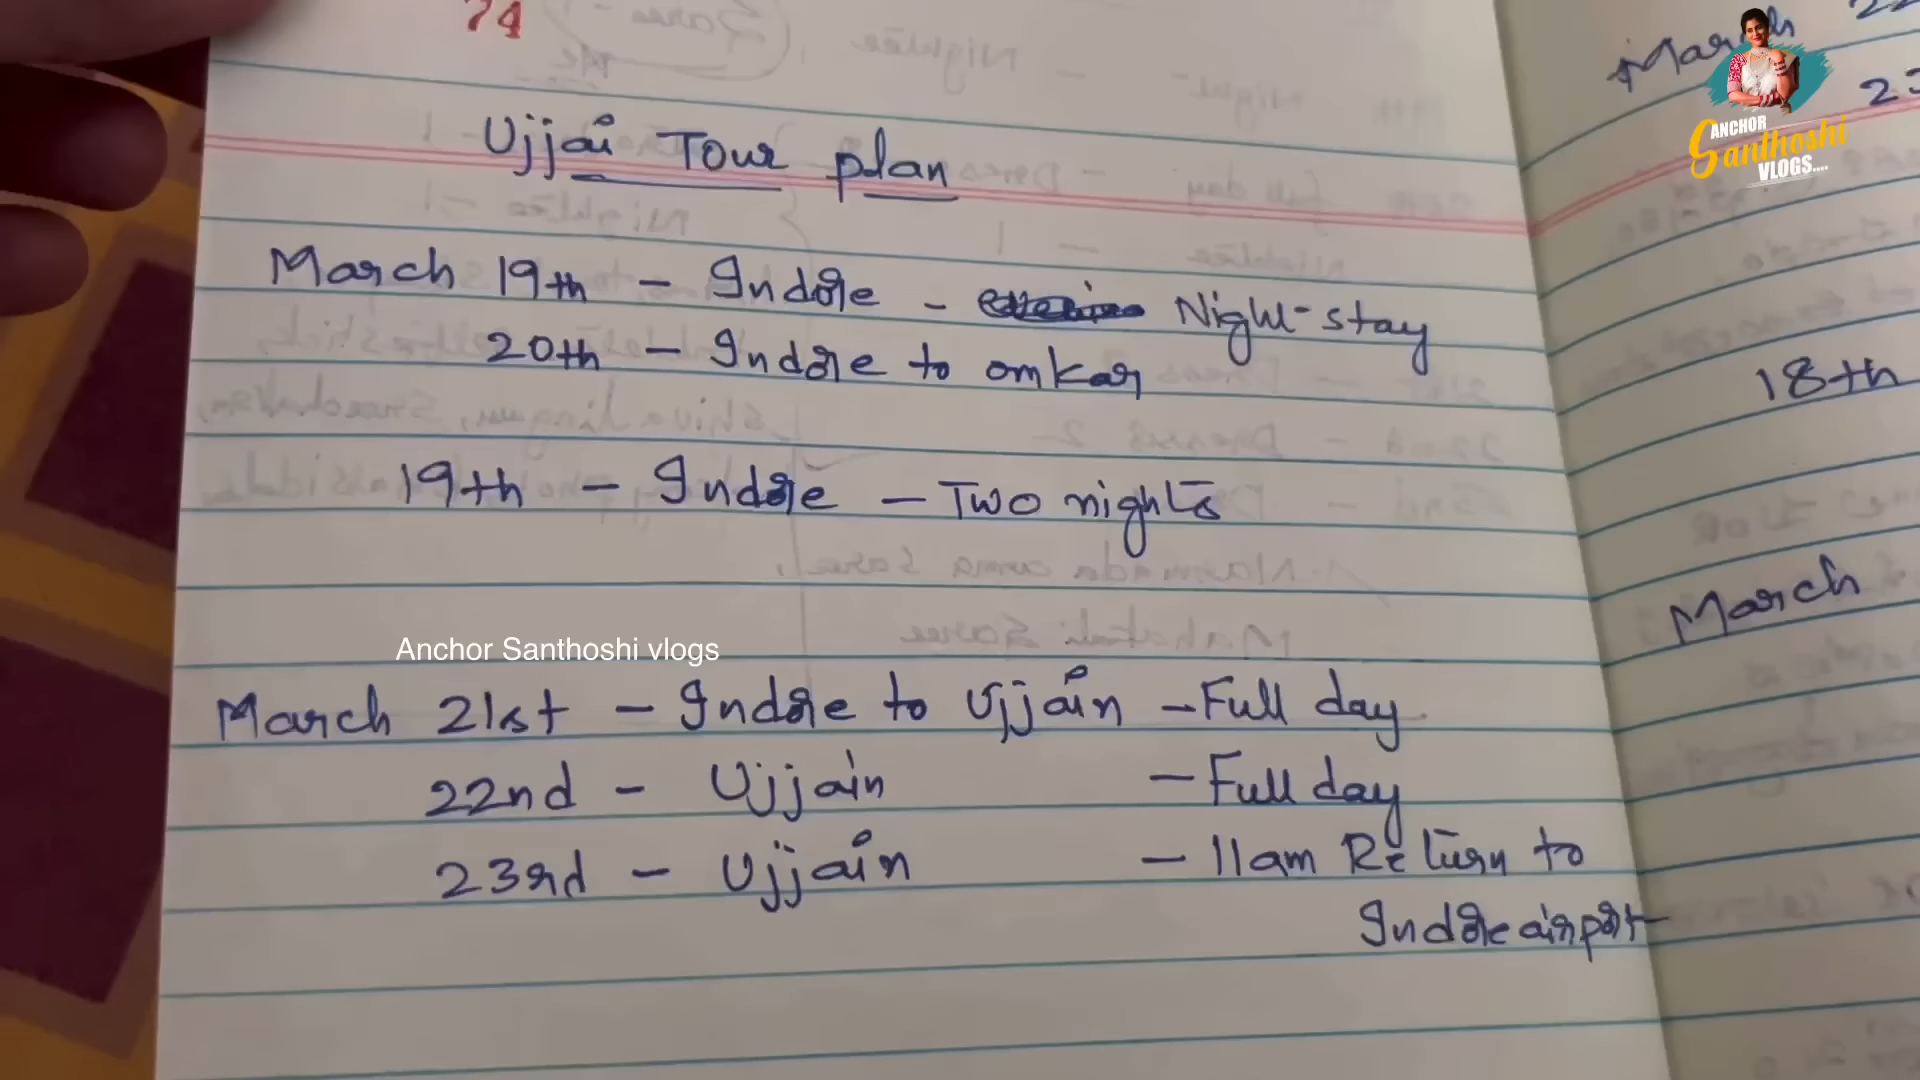 74
Ujjai Tour plan
March 19th - Indore - Night-stay
20th - Indore to omkar
19th - Indore - Two nights
Anchor Santhoshi vlogs
March 21st - Indore to Ujjain - Full day
22nd - Ujjain - Full day
23rd - Ujjain - 11am Return to
Indore airport
March
18th
March
ANCHOR
Santhoshi
VLOGS....